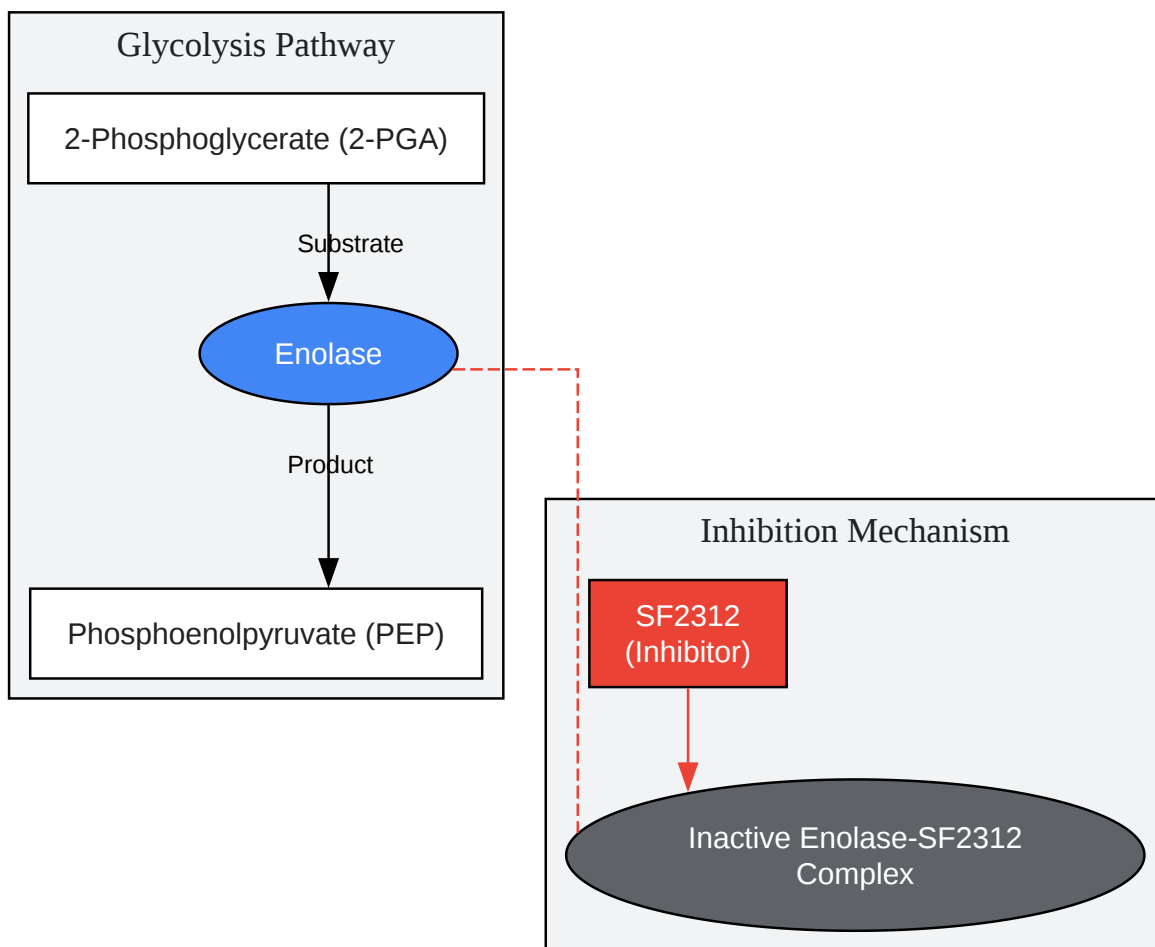 Glycolysis Pathway
2-Phosphoglycerate (2-PGA)
Substrate
Enolase
Product
Phosphoenolpyruvate (PEP)
Inhibition Mechanism
SF2312
(Inhibitor)
Inactive Enolase-SF2312
Complex